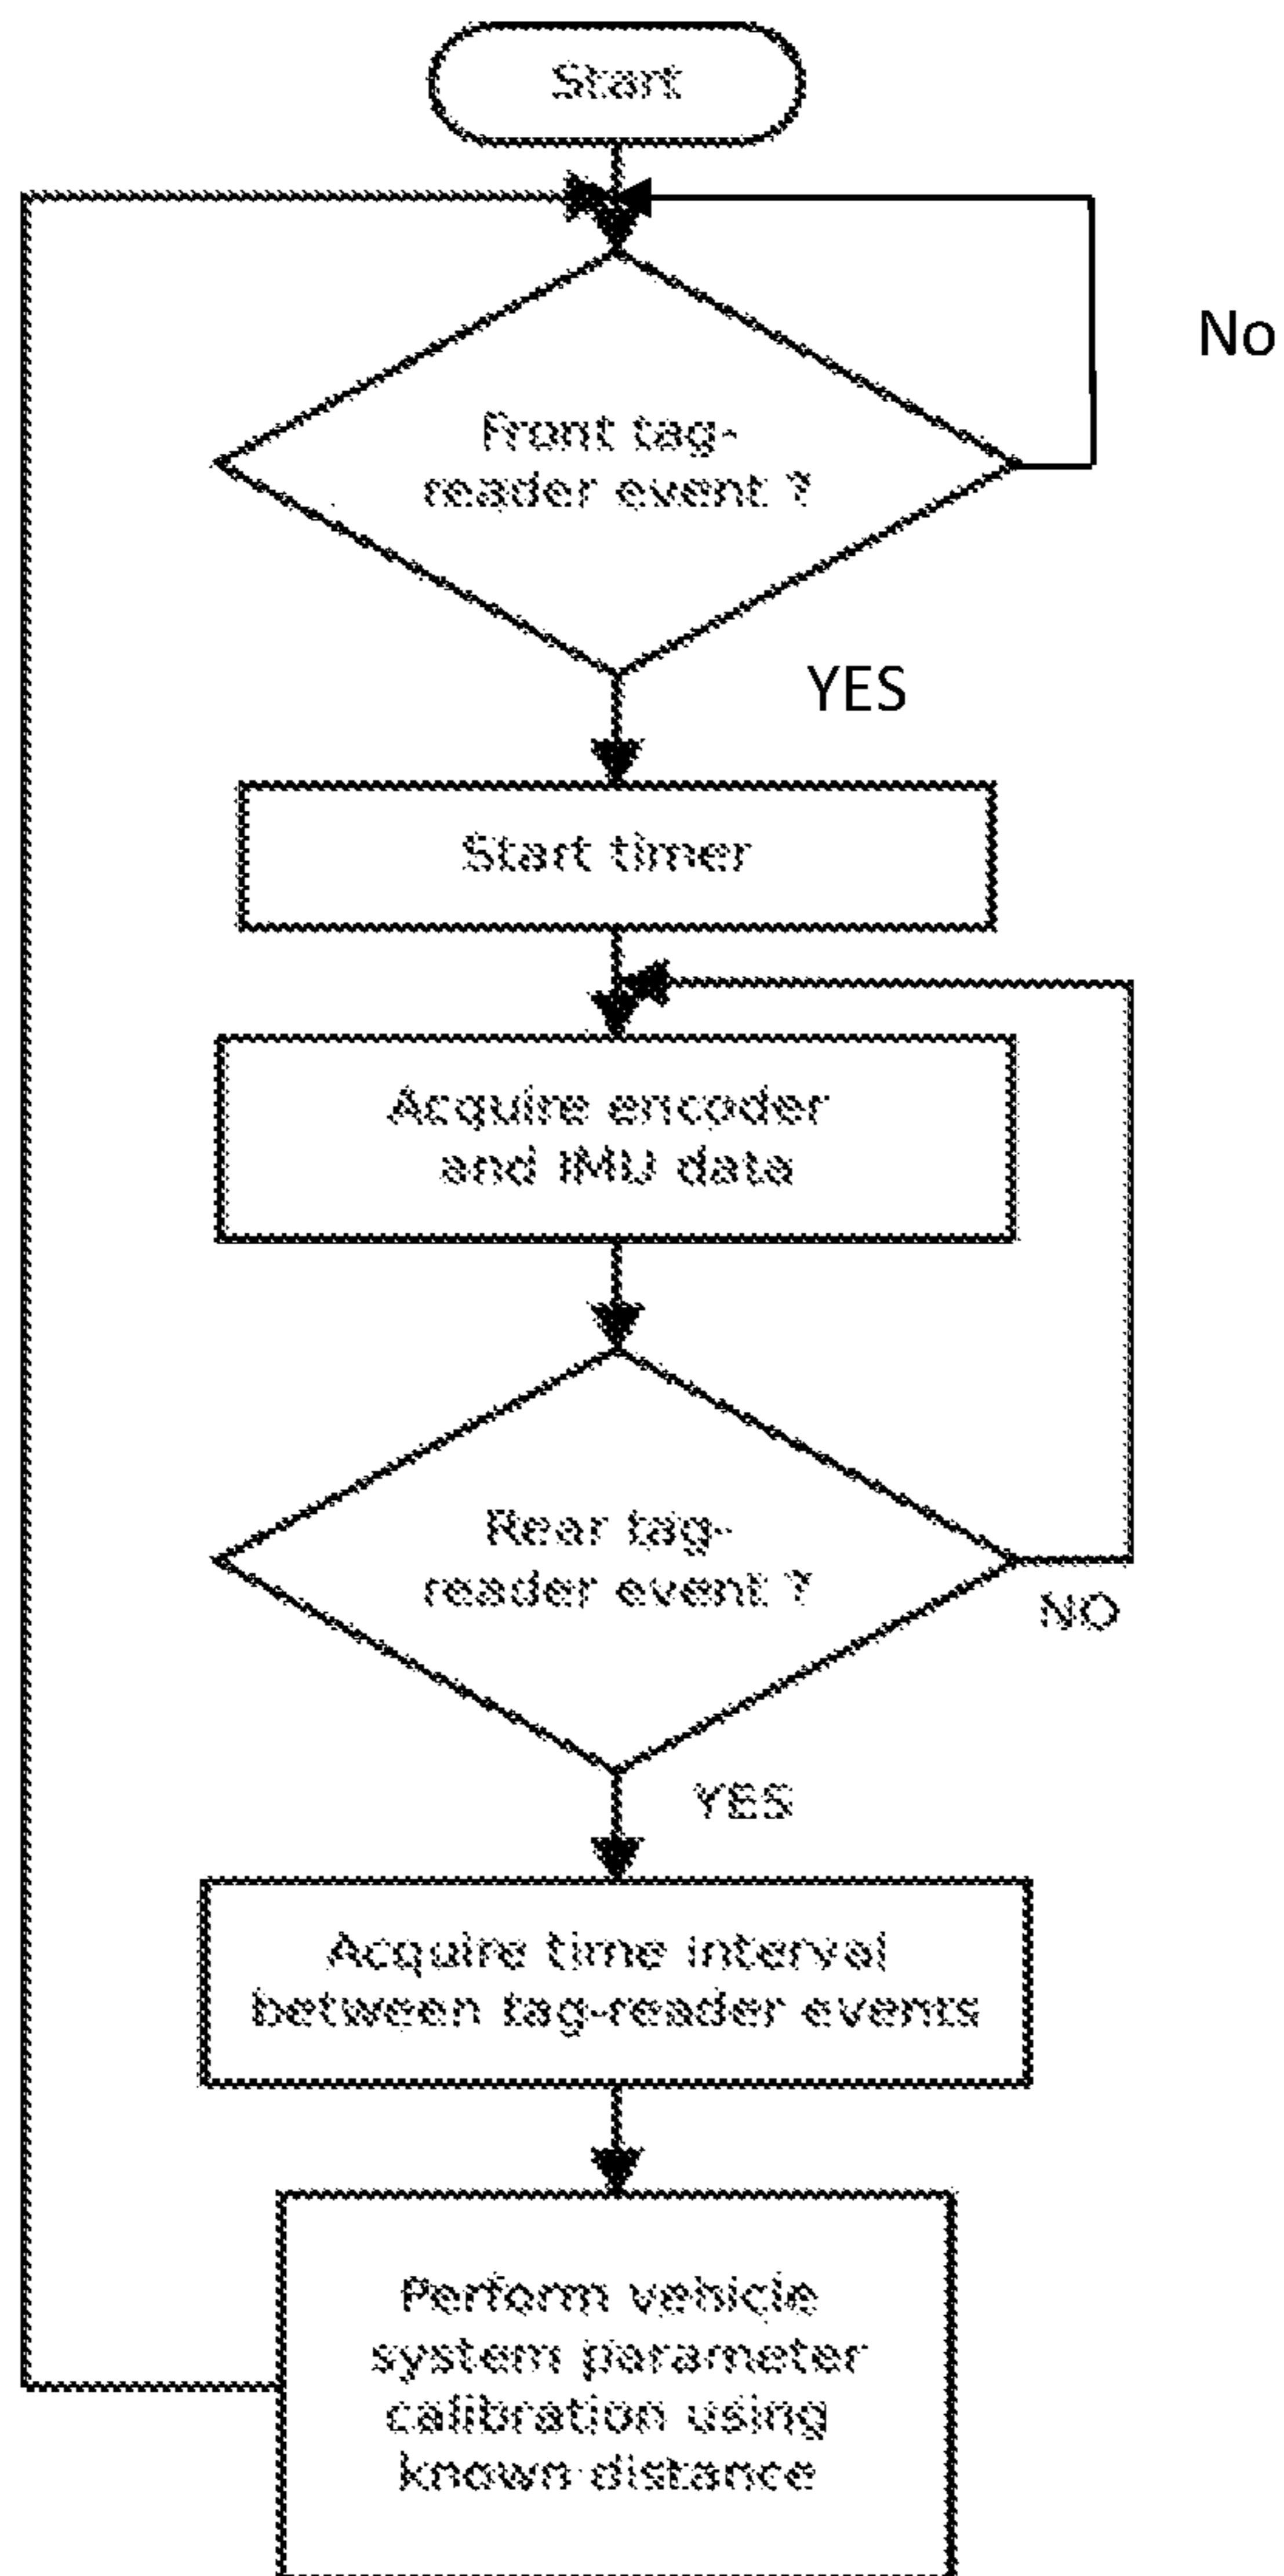 Start
No
Front tag-
reader event ?
YES
Start timer
Acquire encoder
and IMU data
Rear tag-
reader event ?
NO
YES
Acquire time interval
between tag-reader events
Perform vehicle
system parameter
calibration using
known distance